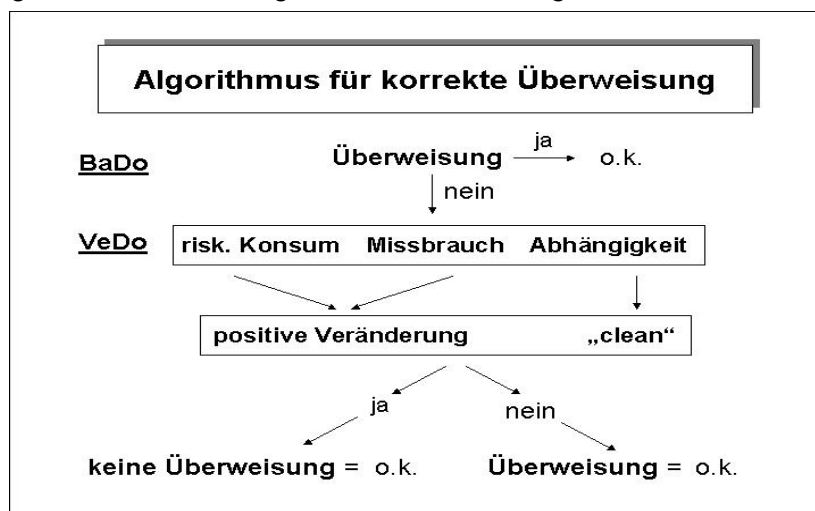 Algorithmus für korrekte Überweisung
BaDo Überweisung ja o.k.
nein
VeDo risk. Konsum Missbrauch Abhängigkeit
positive Veränderung „clean“
ja nein
keine Überweisung = o.k. Überweisung = o.k.